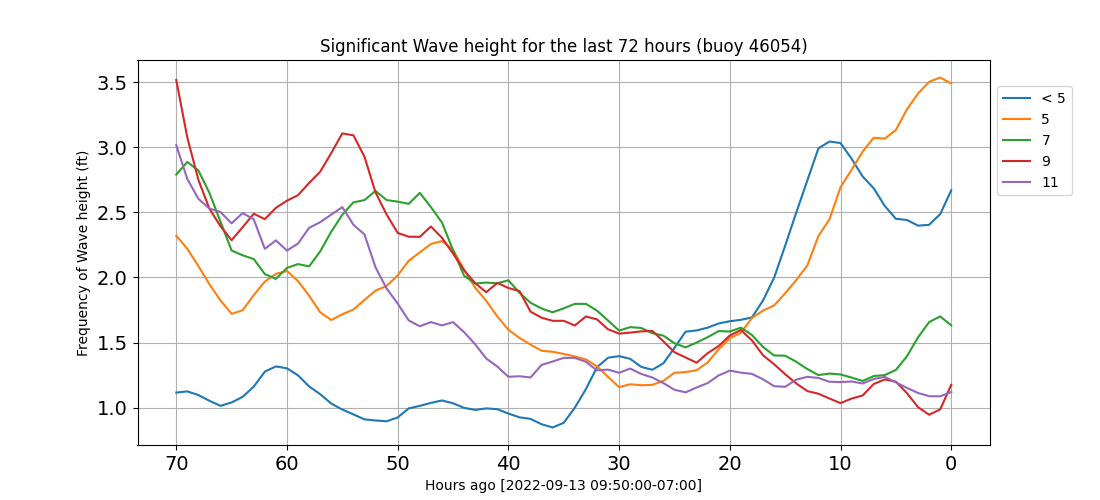 Significant Wave height for the last 72 hours (buoy 46054)
Frequency of Wave height (ft)
3.5
3.0
2.5
2.0
1.5
1.0
70 60 50 40 30 20 10 0
Hours ago [2022-09-13 09:50:00-07:00]
< 5
5
7
9
11